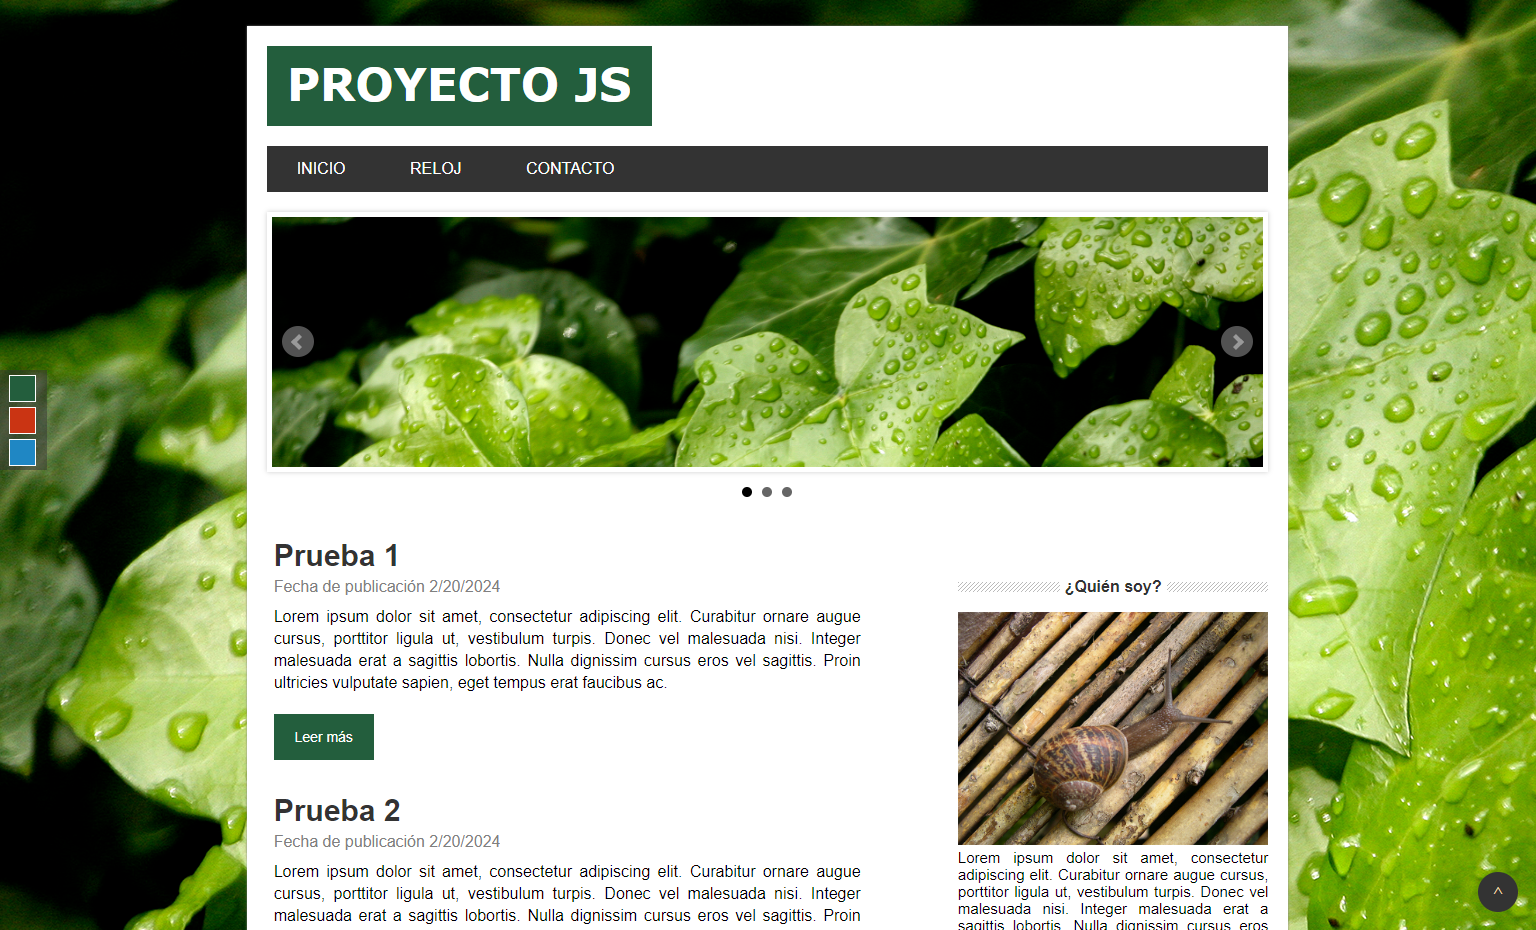 PROYECTO JS
INICIO RELOJ CONTACTO
Prueba 1
Fecha de publicación 2/20/2024
Lorem ipsum dolor sit amet, consectetur adipiscing elit. Curabitur ornare augue
cursus, porttitor ligula ut, vestibulum turpis. Donec vel malesuada nisi. Integer
malesuada erat a sagittis lobortis. Nulla dignissim cursus eros vel sagittis. Proin
ultricies vulputate sapien, eget tempus erat faucibus ac.
Leer más
Prueba 2
Fecha de publicación 2/20/2024
Lorem ipsum dolor sit amet, consectetur adipiscing elit. Curabitur ornare augue
cursus, porttitor ligula ut, vestibulum turpis. Donec vel malesuada nisi. Integer
malesuada erat a sagittis lobortis. Nulla dignissim cursus eros vel sagittis. Proin
¿Quién soy?
Lorem ipsum dolor sit amet, consectetur
adipiscing elit. Curabitur ornare augue cursus,
porttitor ligula ut, vestibulum turpis. Donec vel
malesuada nisi. Integer malesuada erat a
sagittis lobortis. Nulla dignissim cursus eros
^